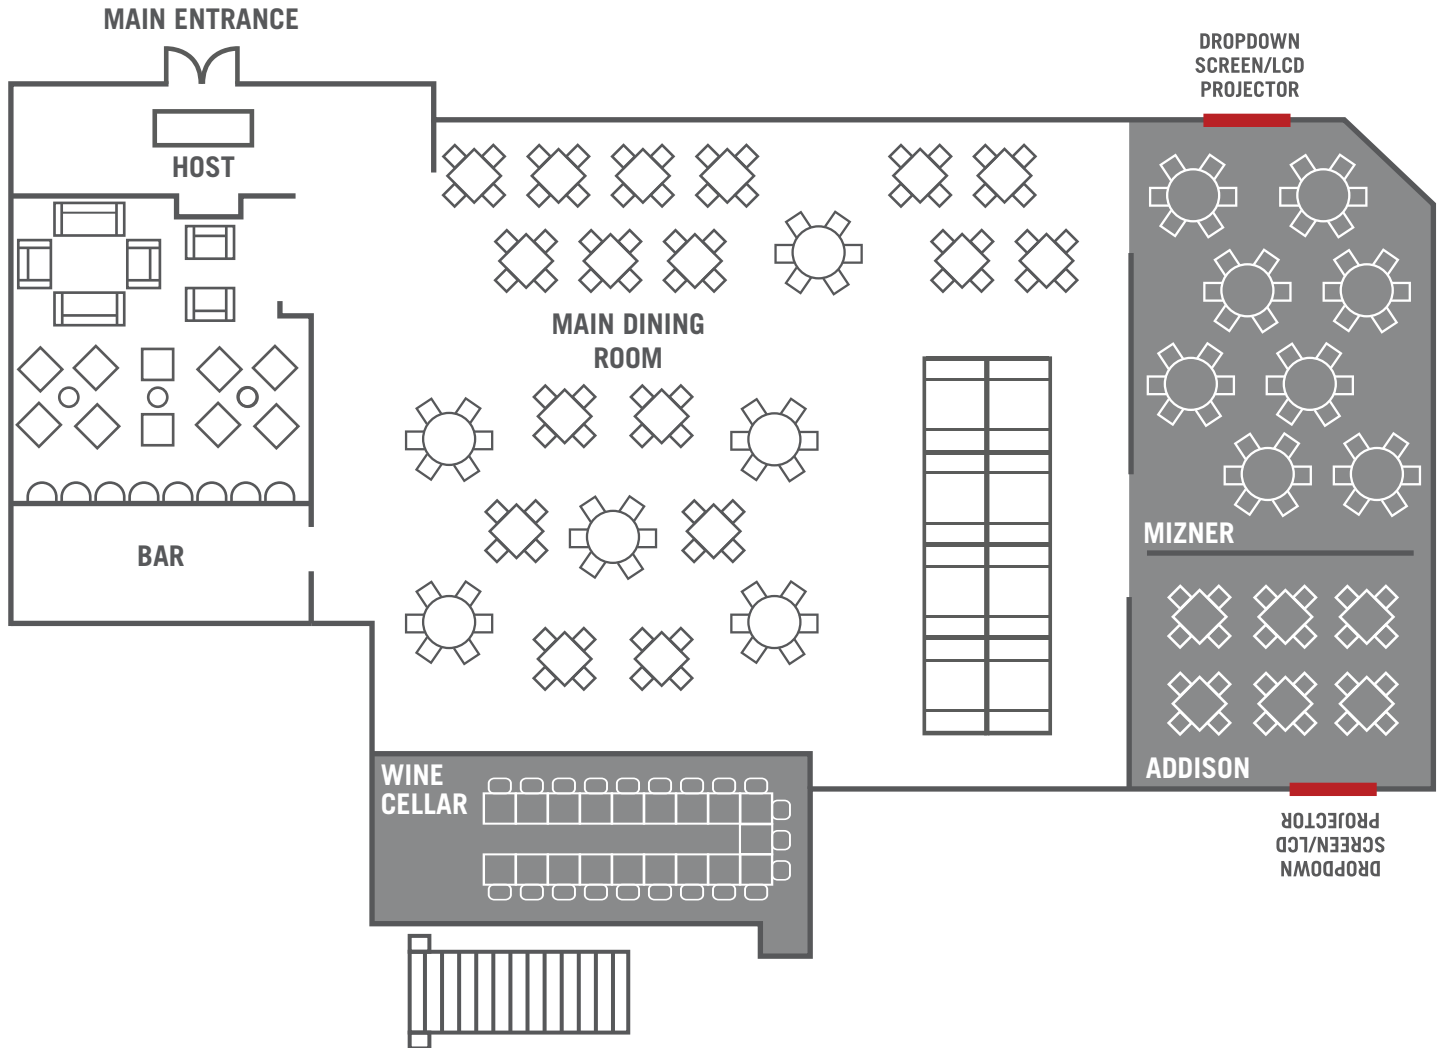 MAIN ENTRANCE
DROPDOWN
SCREEN/LCD
PROJECTOR
HOST
MAIN DINING
ROOM
MIZNER
BAR
ADDISON
WINE
CELLAR
DROPDOWN
SCREEN/LCD
PROJECTOR